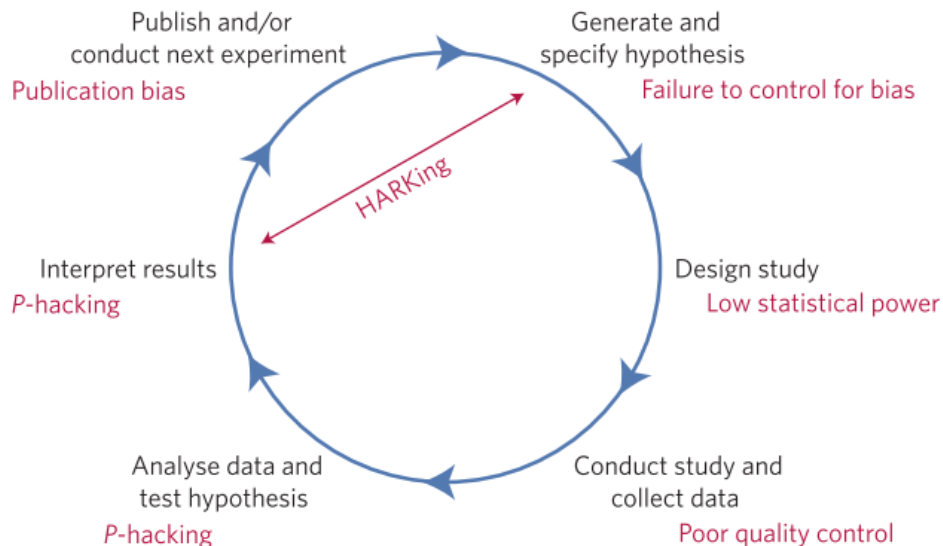 Publish and/or
conduct next experiment
Publication bias
Generate and
specify hypothesis
Failure to control for bias
HARKing
Interpret results
P-hacking
Design study
Low statistical power
Analyse data and
test hypothesis
P-hacking
Conduct study and
collect data
Poor quality control